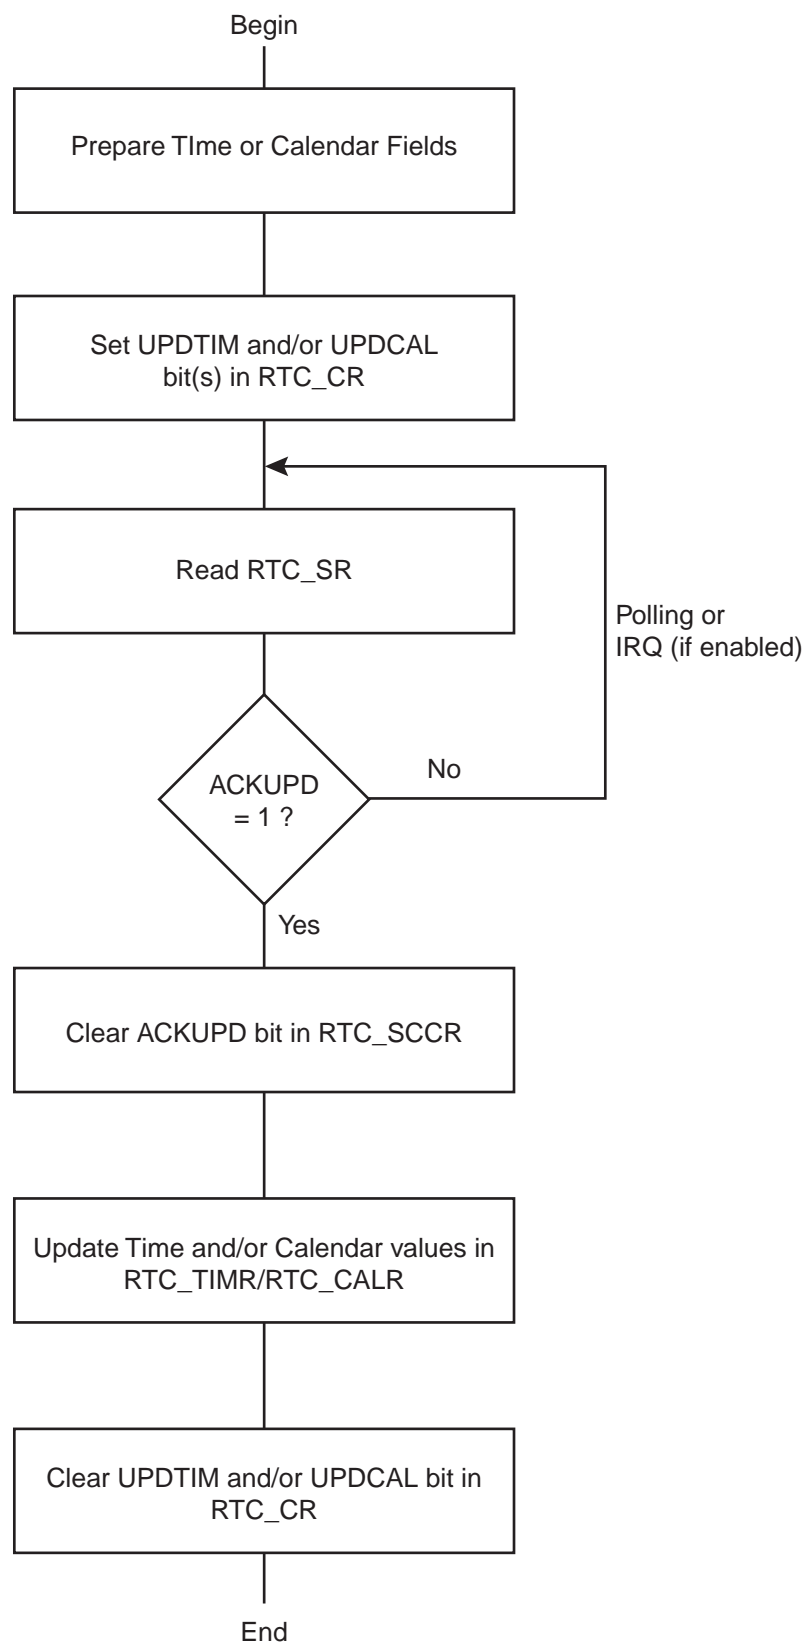 Begin
Prepare TIme or Calendar Fields
Set UPDTIM and/or UPDCAL
bit(s) in RTC_CR
Read RTC_SR
Polling or
IRQ (if enabled)
ACKUPD
= 1 ?
No
Yes
Clear ACKUPD bit in RTC_SCCR
Update Time and/or Calendar values in
RTC_TIMR/RTC_CALR
Clear UPDTIM and/or UPDCAL bit in
RTC_CR
End